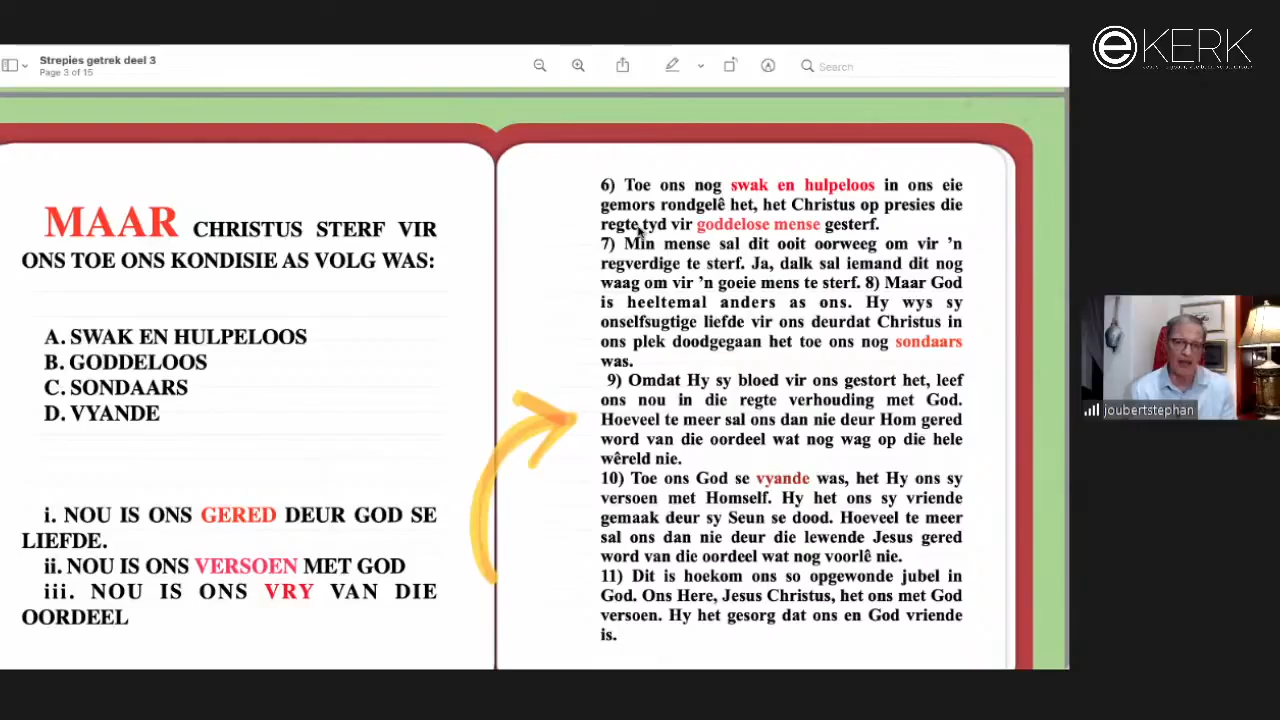 Strepies getrek deel 3
Page 3 of 15
Search
e KERK
MAAR CHRISTUS STERF VIR
ONS TOE ONS KONDISIE AS VOLG WAS:
A. SWAK EN HULPELOOS
B. GODDELOOS
C. SONDAARS
D. VYANDE
i. NOU IS ONS GERED DEUR GOD SE
LIEFDE.
ii. NOU IS ONS VERSOEN MET GOD
iii. NOU IS ONS VRY VAN DIE
OORDEEL
6) Toe ons nog swak en hulpeloos in ons eie
gemors rondgelê het, het Christus op presies die
regte tyd vir goddelose mense gesterf.
7) Min mense sal dit ooit oorweeg om vir 'n
regverdige te sterf. Ja, dalk sal iemand dit nog
waag om vir 'n goeie mens te sterf. 8) Maar God
is heeltemal anders as ons. Hy wys sy
onselfsugtige liefde vir ons deurdat Christus in
ons plek doodgegaan het toe ons nog sondaars
was.
9) Omdat Hy sy bloed vir ons gestort het, leef
ons nou in die regte verhouding met God.
Hoeveel te meer sal ons dan nie deur Hom gered
word van die oordeel wat nog wag op die hele
wêreld nie.
10) Toe ons God se vyande was, het Hy ons sy
versoen met Homself. Hy het ons sy vriende
gemaak deur sy Seun se dood. Hoeveel te meer
sal ons dan nie deur die lewende Jesus gered
word van die oordeel wat nog voorlê nie.
11) Dit is hoekom ons so opgewonde jubel in
God. Ons Here, Jesus Christus, het ons met God
versoen. Hy het gesorg dat ons en God vriende
is.
joubertstephan